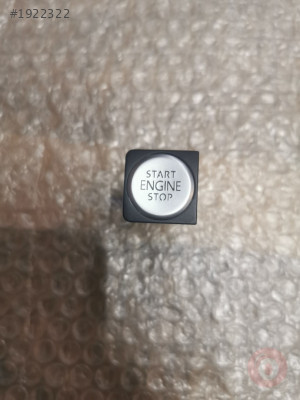 #1922322
START
ENGINE
STOP